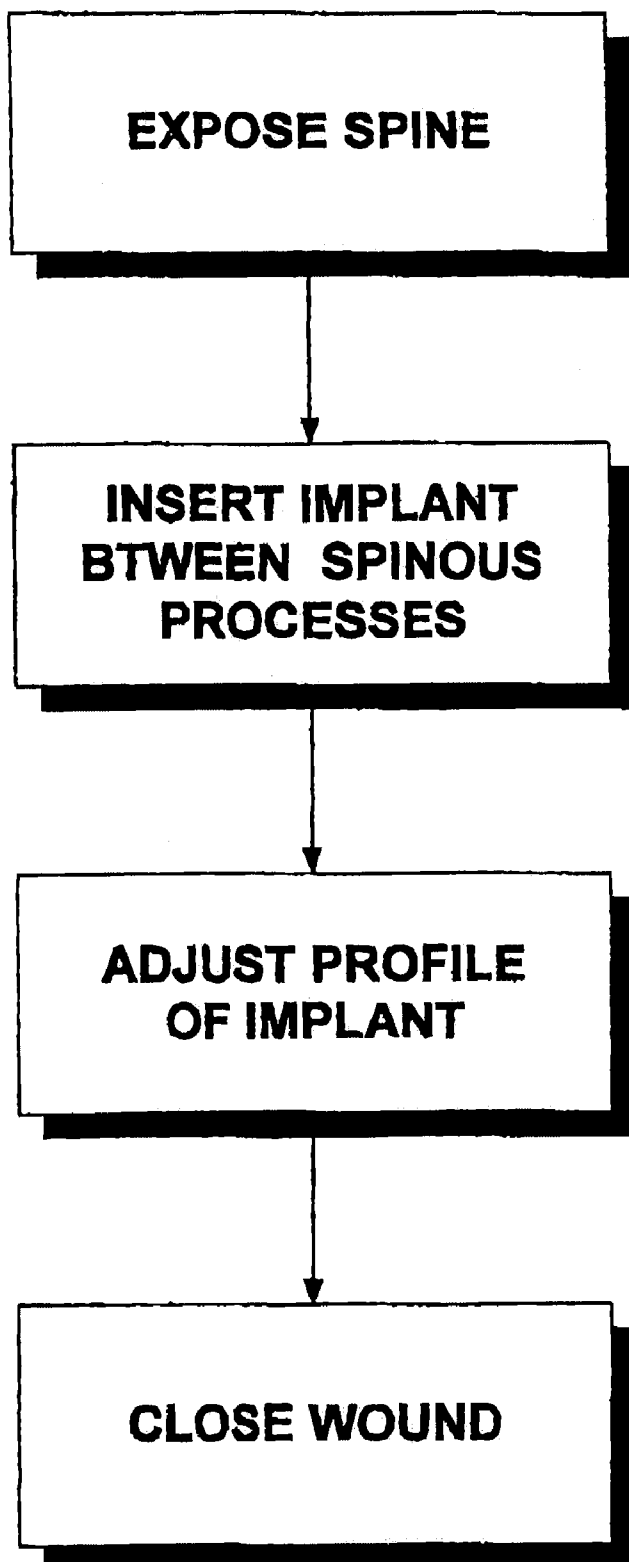 EXPOSE SPINE
INSERT IMPLANT
BTWEEN SPINOUS
PROCESSES
ADJUST PROFILE
OF IMPLANT
CLOSE WOUND